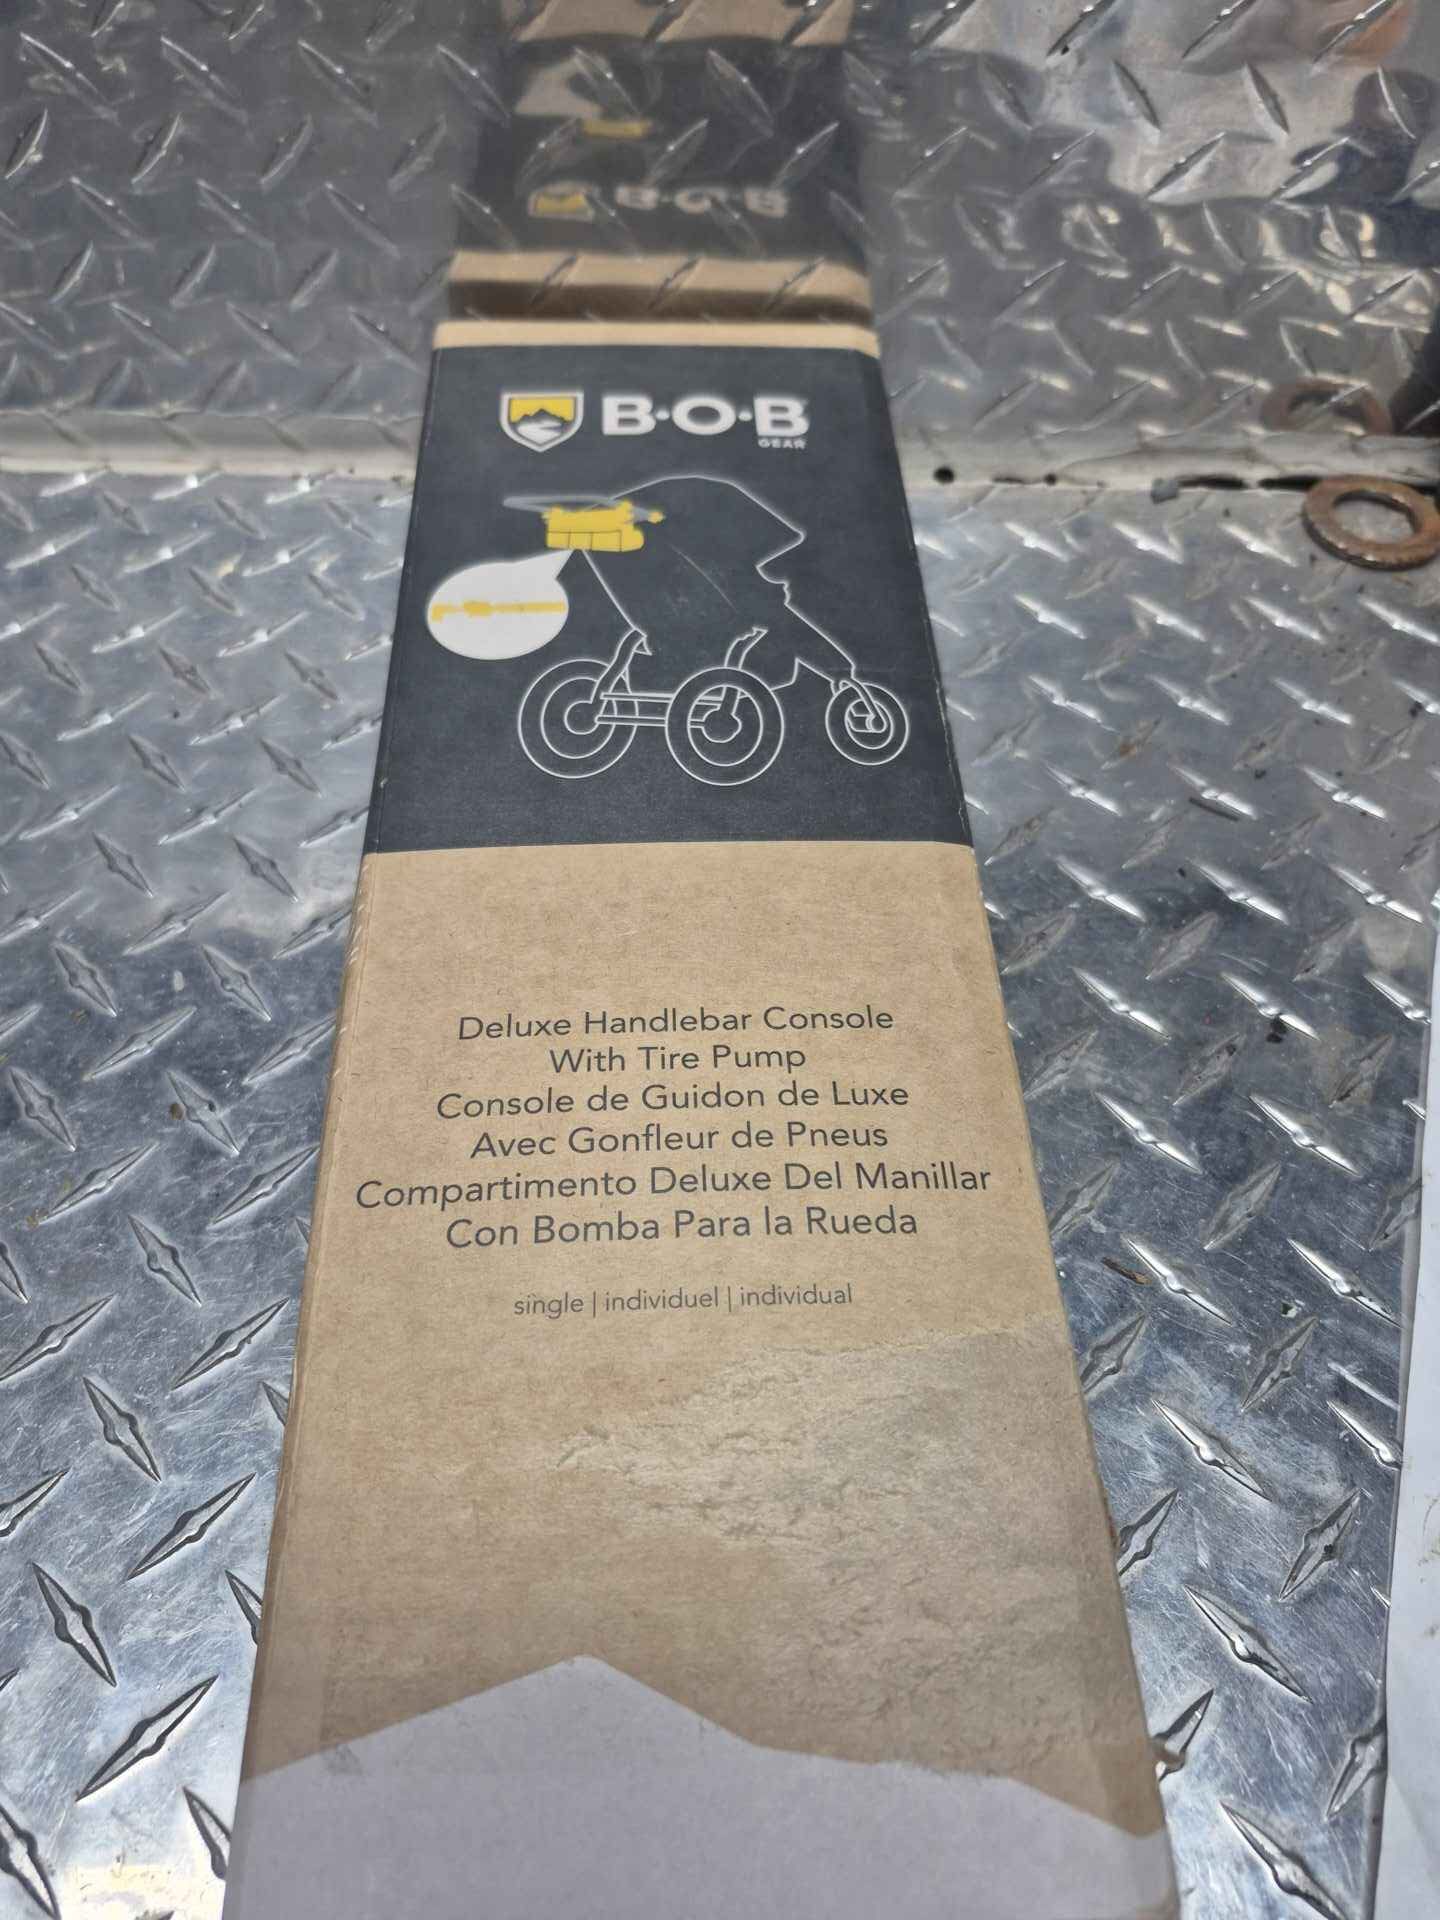 B·O·B
GEAR
Deluxe Handlebar Console
With Tire Pump
Console de Guidon de Luxe
Avec Gonfleur de Pneus
Compartimento Deluxe Del Manillar
Con Bomba Para la Rueda
single | individuel | individual